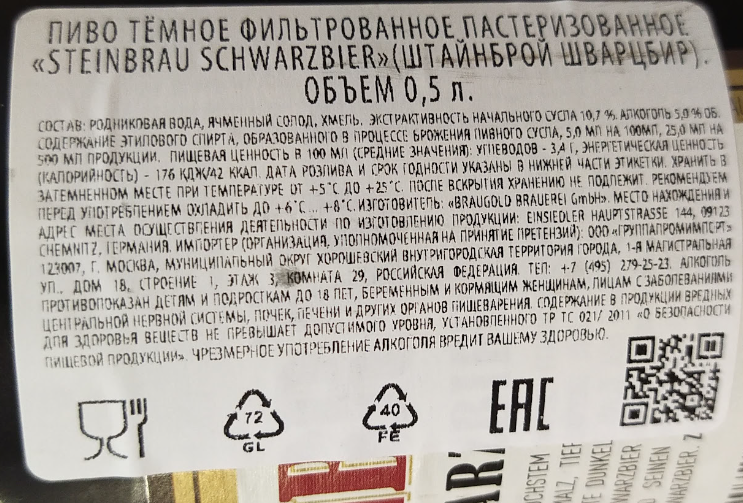 ПИВО ТЁМНОЕ ФИЛЬТРОВАННОЕ ПАСТЕРИЗОВАННОЕ
«STEINBRAU SCHWARZBIER»(ШТАЙНБРОЙ ШВАРЦБИР).
ОБЪЕМ 0,5 л.
СОСТАВ: РОДНИКОВАЯ ВОДА, ЯЧМЕННЫЙ СОЛОД, ХМЕЛЬ. ЭКСТРАКТИВНОСТЬ НАЧАЛЬНОГО СУСЛА 10,7 %. АЛКОГОЛЬ 5,0 % ОБ.
СОДЕРЖАНИЕ ЭТИЛОВОГО СПИРТА, ОБРАЗОВАННОГО В ПРОЦЕССЕ БРОЖЕНИЯ ПИВНОГО СУСЛА, 5,0 МЛ НА 100МЛ, 25,0 МЛ НА
500 МЛ ПРОДУКЦИИ. ПИЩЕВАЯ ЦЕННОСТЬ В 100 МЛ (СРЕДНИЕ ЗНАЧЕНИЯ): УГЛЕВОДОВ - 3,4 Г, ЭНЕРГЕТИЧЕСКАЯ ЦЕННОСТЬ
(КАЛОРИЙНОСТЬ) - 176 КДЖ/42 ККАЛ. ДАТА РОЗЛИВА И СРОК ГОДНОСТИ УКАЗАНЫ В НИЖНЕЙ ЧАСТИ ЭТИКЕТКИ. ХРАНИТЬ В
ЗАТЕМНЕННОМ МЕСТЕ ПРИ ТЕМПЕРАТУРЕ ОТ +5°С ДО +25°С. ПОСЛЕ ВСКРЫТИЯ ХРАНЕНИЮ НЕ ПОДЛЕЖИТ. РЕКОМЕНДУЕМ
ПЕРЕД УПОТРЕБЛЕНИЕМ ОХЛАДИТЬ ДО +6°С... +8°С. ИЗГОТОВИТЕЛЬ: «BRAUGOLD BRAUEREI GmbH». МЕСТО НАХОЖДЕНИЯ И
АДРЕС МЕСТА ОСУЩЕСТВЛЕНИЯ ДЕЯТЕЛЬНОСТИ ПО ИЗГОТОВЛЕНИЮ ПРОДУКЦИИ: EINSIEDLER HAUPTSTRASSE 144, 09123
CHEMNITZ, ГЕРМАНИЯ. ИМПОРТЕР (ОРГАНИЗАЦИЯ, УПОЛНОМОЧЕННАЯ НА ПРИНЯТИЕ ПРЕТЕНЗИЙ): ООО «ГРУППАПРОМИМПОРТ»
123007, Г. МОСКВА, МУНИЦИПАЛЬНЫЙ ОКРУГ ХОРОШЕВСКИЙ ВНУТРИГОРОДСКАЯ ТЕРРИТОРИЯ ГОРОДА, 1-Я МАГИСТРАЛЬНАЯ
УЛ., ДОМ 18, СТРОЕНИЕ 1, ЭТАЖ 3, КОМНАТА 29, РОССИЙСКАЯ ФЕДЕРАЦИЯ. ТЕЛ: +7 (495) 279-25-23. АЛКОГОЛЬ
ПРОТИВОПОКАЗАН ДЕТЯМ И ПОДРОСТКАМ ДО 18 ЛЕТ, БЕРЕМЕННЫМ И КОРМЯЩИМ ЖЕНЩИНАМ, ЛИЦАМ С ЗАБОЛЕВАНИЯМИ
ЦЕНТРАЛЬНОЙ НЕРВНОЙ СИСТЕМЫ, ПОЧЕК, ПЕЧЕНИ И ДРУГИХ ОРГАНОВ ПИЩЕВАРЕНИЯ. СОДЕРЖАНИЕ В ПРОДУКЦИИ ВРЕДНЫХ
ДЛЯ ЗДОРОВЬЯ ВЕЩЕСТВ НЕ ПРЕВЫШАЕТ ДОПУСТИМОГО УРОВНЯ, УСТАНОВЛЕННОГО ТР ТС 021/ 2011 «О БЕЗОПАСНОСТИ
ПИЩЕВОЙ ПРОДУКЦИИ». ЧРЕЗМЕРНОЕ УПОТРЕБЛЕНИЕ АЛКОГОЛЯ ВРЕДИТ ВАШЕМУ ЗДОРОВЬЮ.
72
GL
40
FE
EAC
CHSTEM
ALZ, TIEF
TE DUNKEL
WARZBIER
SEINEN
ARZBIER. Z